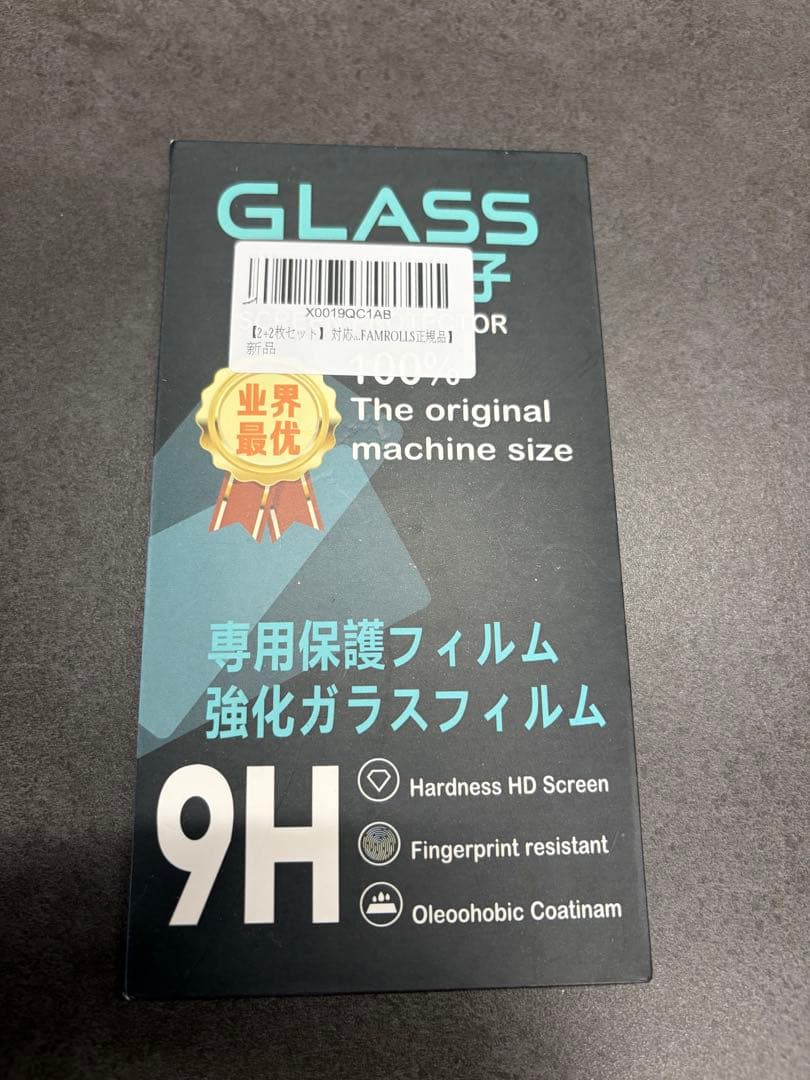 GLASS
子
X0019QC1AB
【2+2枚セット】 対応...FAMROLLS正規品】
新品
OR
100%
The original
machine size
业界
最优
専用保護フィルム
強化ガラスフィルム
9H
Hardness HD Screen
Fingerprint resistant
Oleoohobic Coatinam